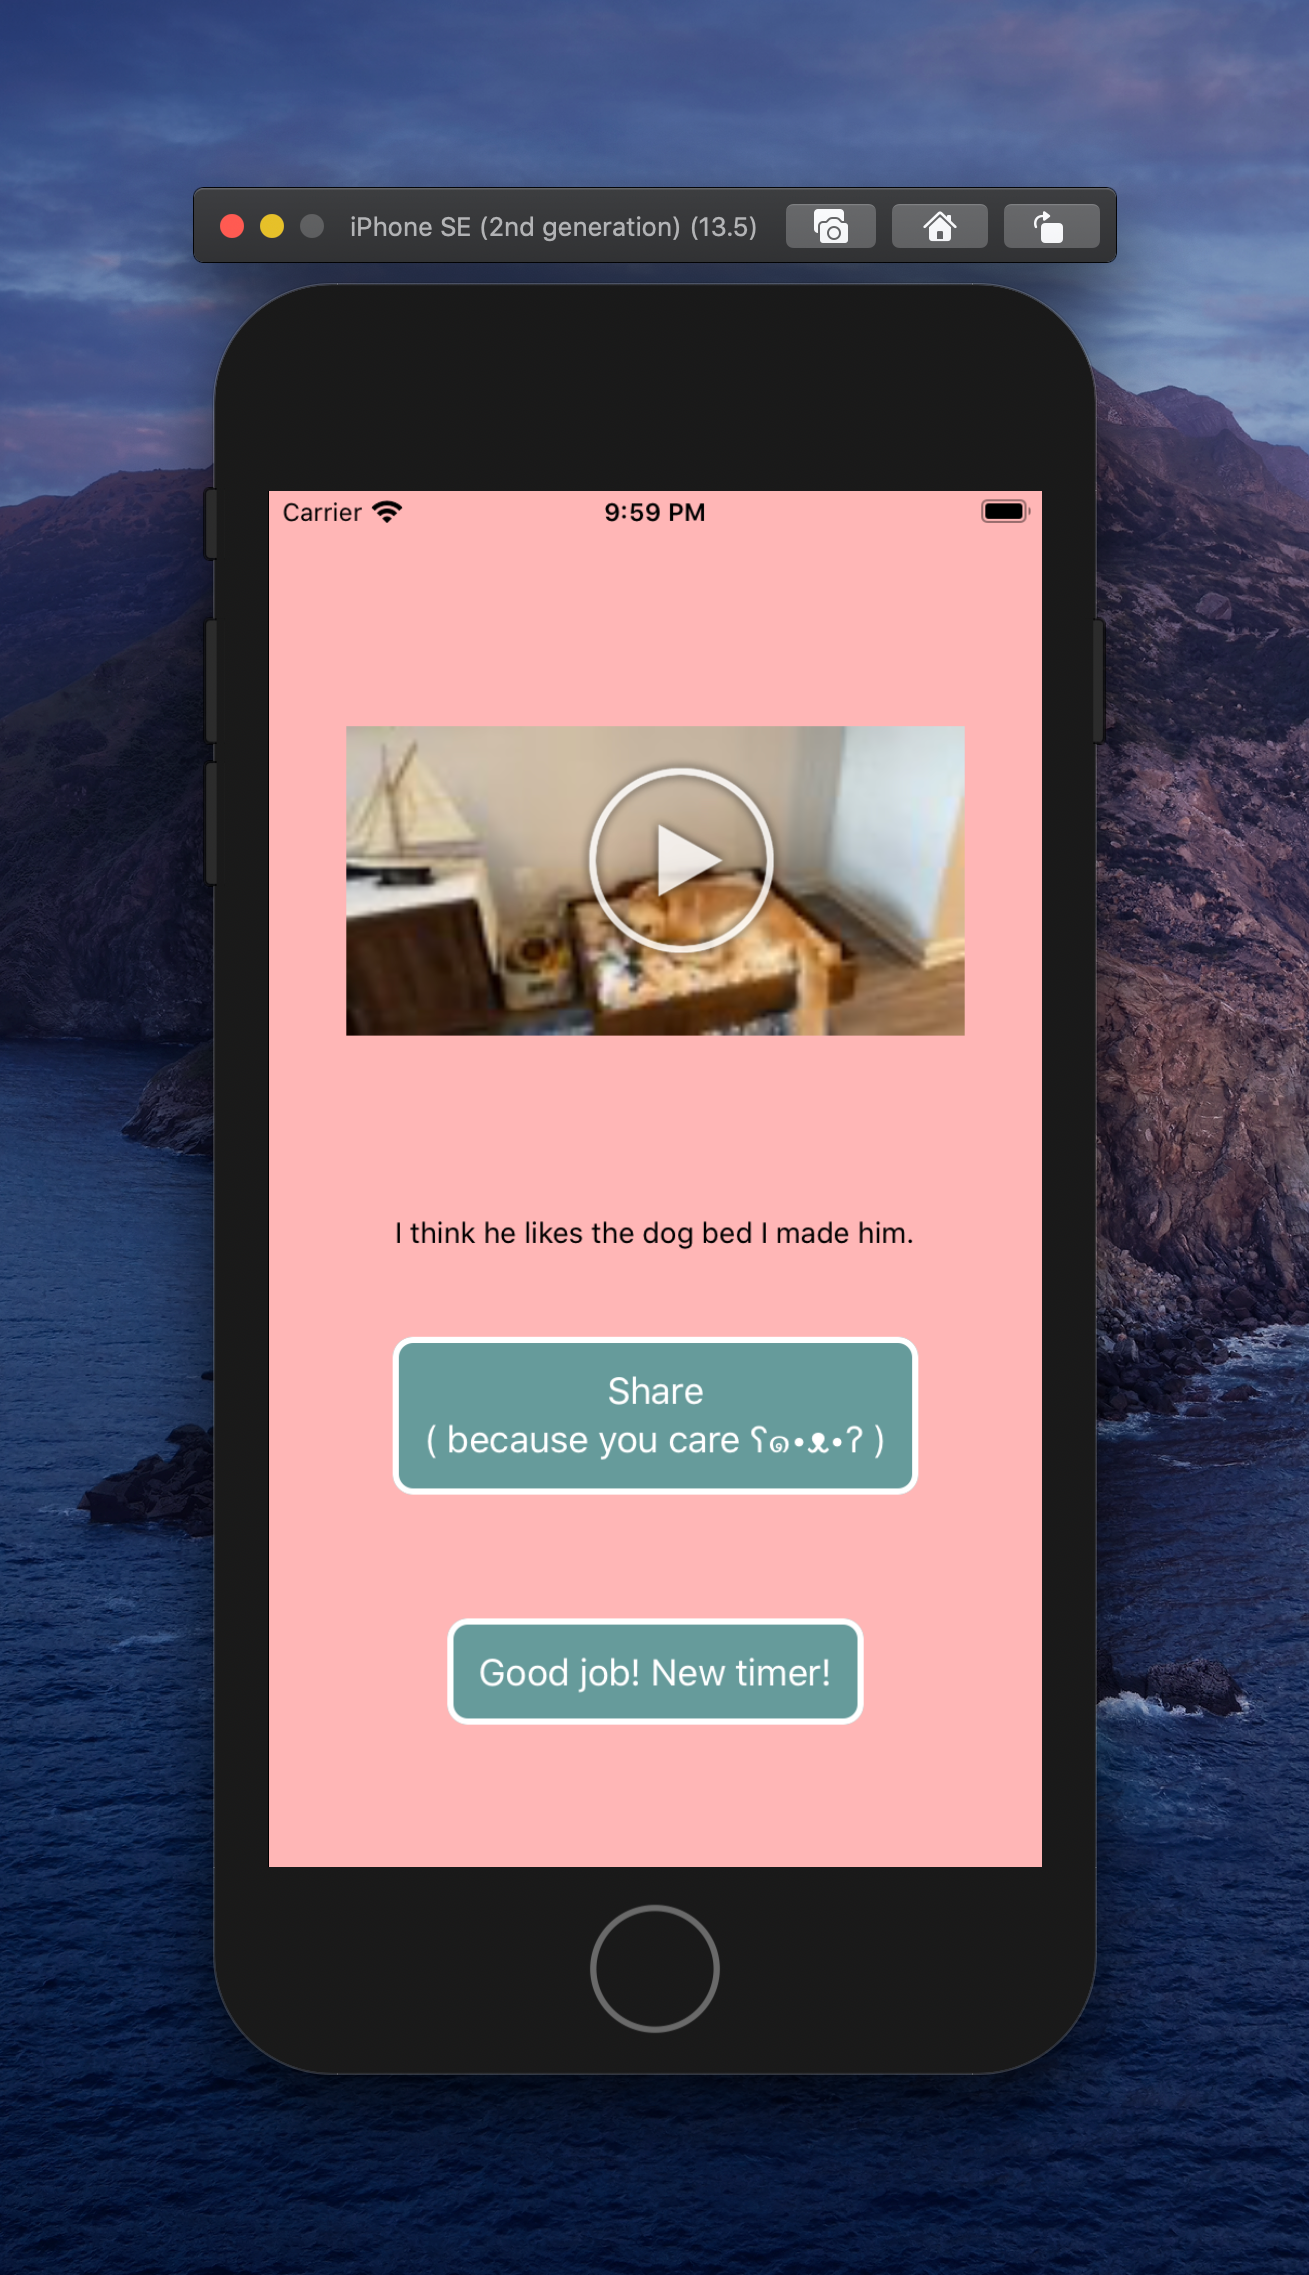 iPhone SE (2nd generation) (13.5)
Carrier 9:59 PM
I think he likes the dog bed I made him.
Share
( because you care ʕ๑•ᴥ•ʔ )
Good job! New timer!